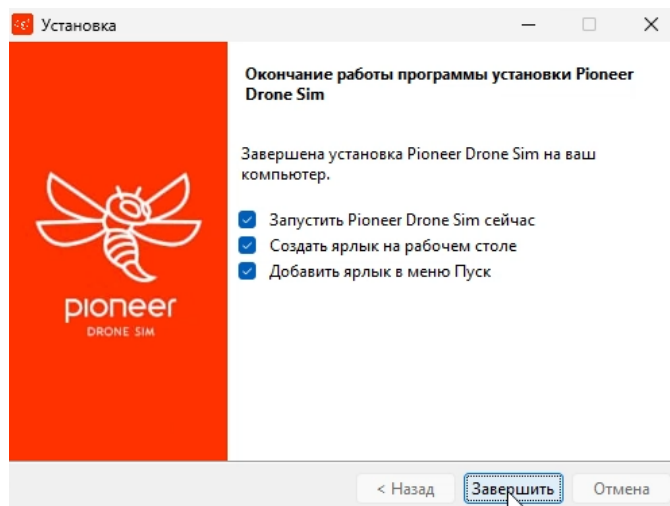 Установка
Окончание работы программы установки Pioneer
Drone Sim
Завершена установка Pioneer Drone Sim на ваш
компьютер.
Запустить Pioneer Drone Sim сейчас
Создать ярлык на рабочем столе
Добавить ярлык в меню Пуск
pioneer
DRONE SIM
< Назад Завершить Отмена